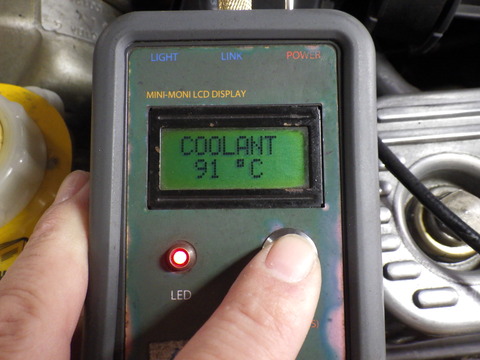 LIGHT LINK POWER
MINI-MONI LCD DISPLAY
COOLANT
91 °C
LED